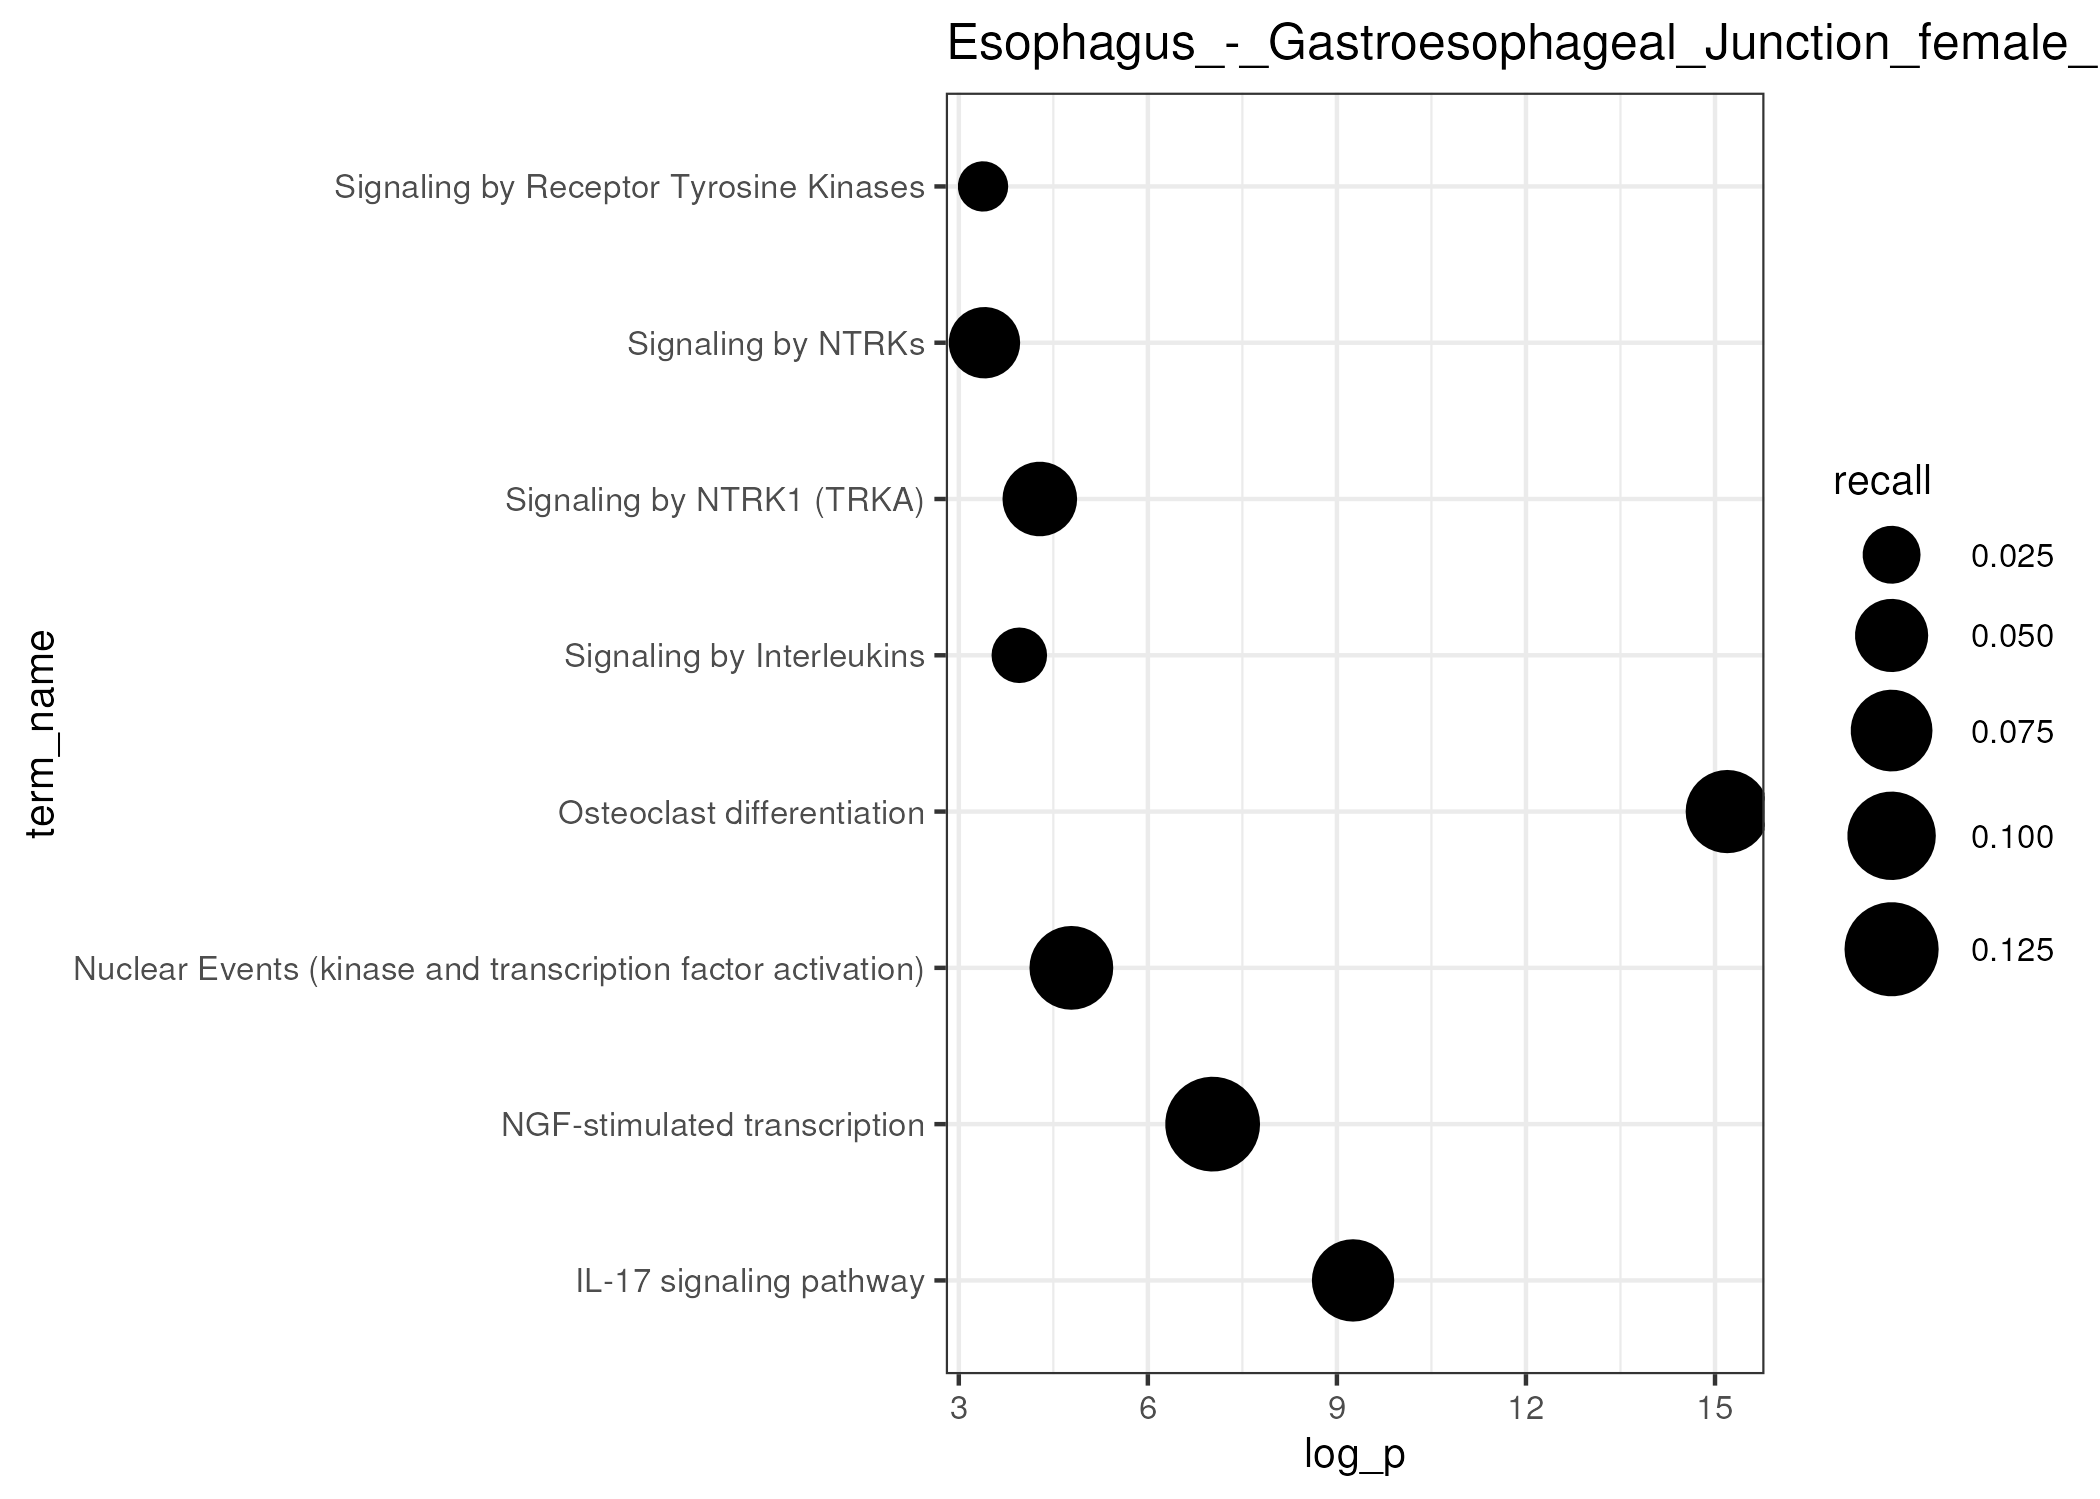 Esophagus_-_Gastroesophageal_Junction_female_
Signaling by Receptor Tyrosine Kinases
Signaling by NTRKs
Signaling by NTRK1 (TRKA)
Signaling by Interleukins
Osteoclast differentiation
Nuclear Events (kinase and transcription factor activation)
NGF-stimulated transcription
IL-17 signaling pathway
term_name
3 6 9 12 15
log_p
recall
0.025
0.050
0.075
0.100
0.125